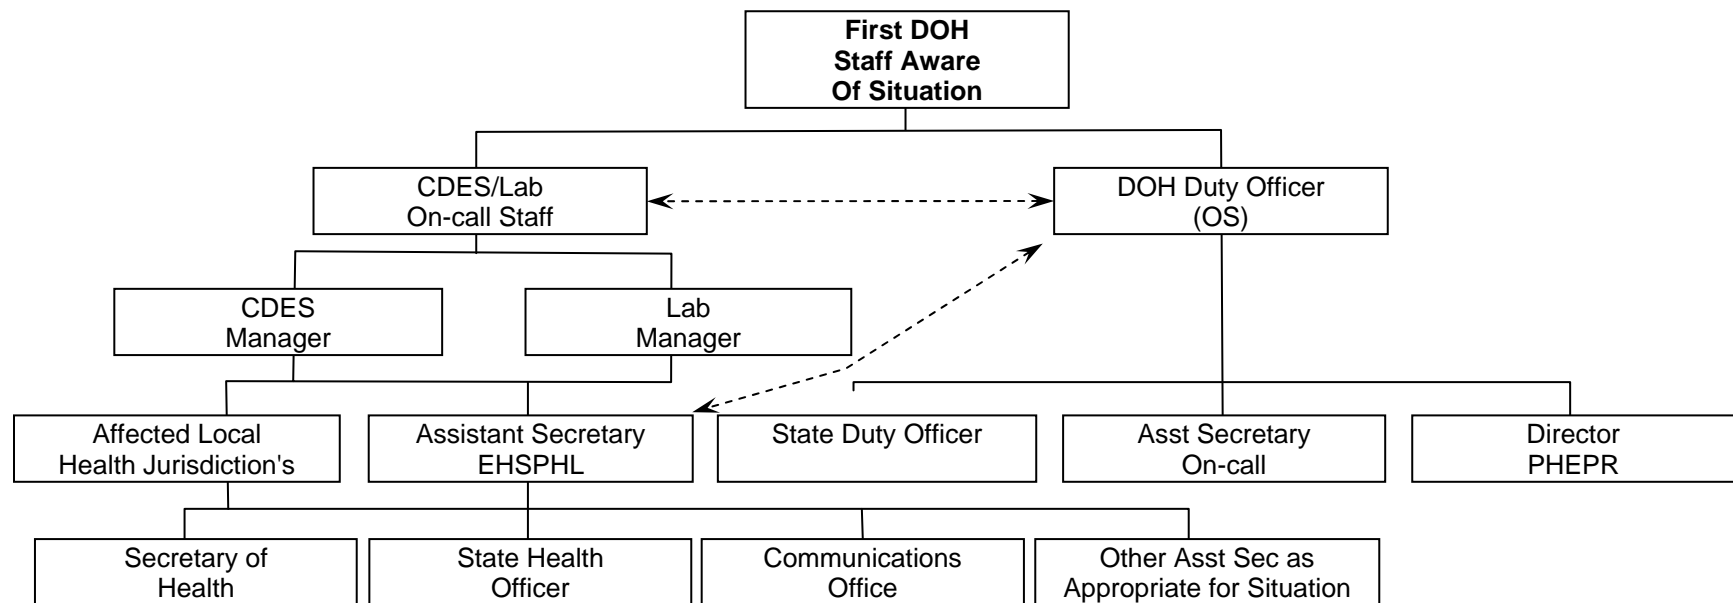 First DOH
Staff Aware
Of Situation
CDES/Lab
On-call Staff
DOH Duty Officer
(OS)
CDES
Manager
Lab
Manager
Affected Local
Health Jurisdiction's
Assistant Secretary
EHSPHL
State Duty Officer
Asst Secretary
On-call
Director
PHEPR
Secretary of
Health
State Health
Officer
Communications
Office
Other Asst Sec as
Appropriate for Situation